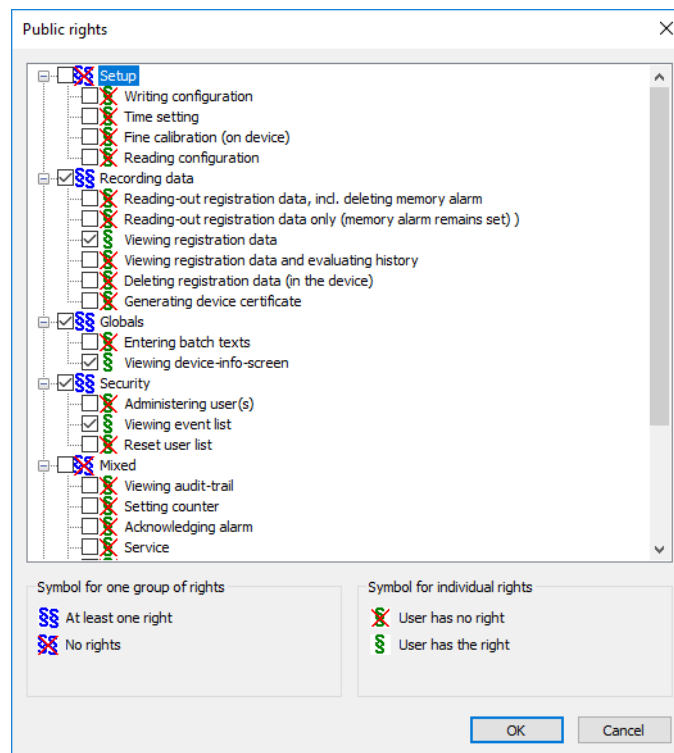 Public rights
Setup
Writing configuration
Time setting
Fine calibration (on device)
Reading configuration
Recording data
Reading-out registration data, incl. deleting memory alarm
Reading-out registration data only (memory alarm remains set) )
Viewing registration data
Viewing registration data and evaluating history
Deleting registration data (in the device)
Generating device certificate
Globals
Entering batch texts
Viewing device-info-screen
Security
Administering user(s)
Viewing event list
Reset user list
Mixed
Viewing audit-trail
Setting counter
Acknowledging alarm
Service
Symbol for one group of rights
§§ At least one right
§§ No rights
Symbol for individual rights
§ User has no right
§ User has the right
OK Cancel